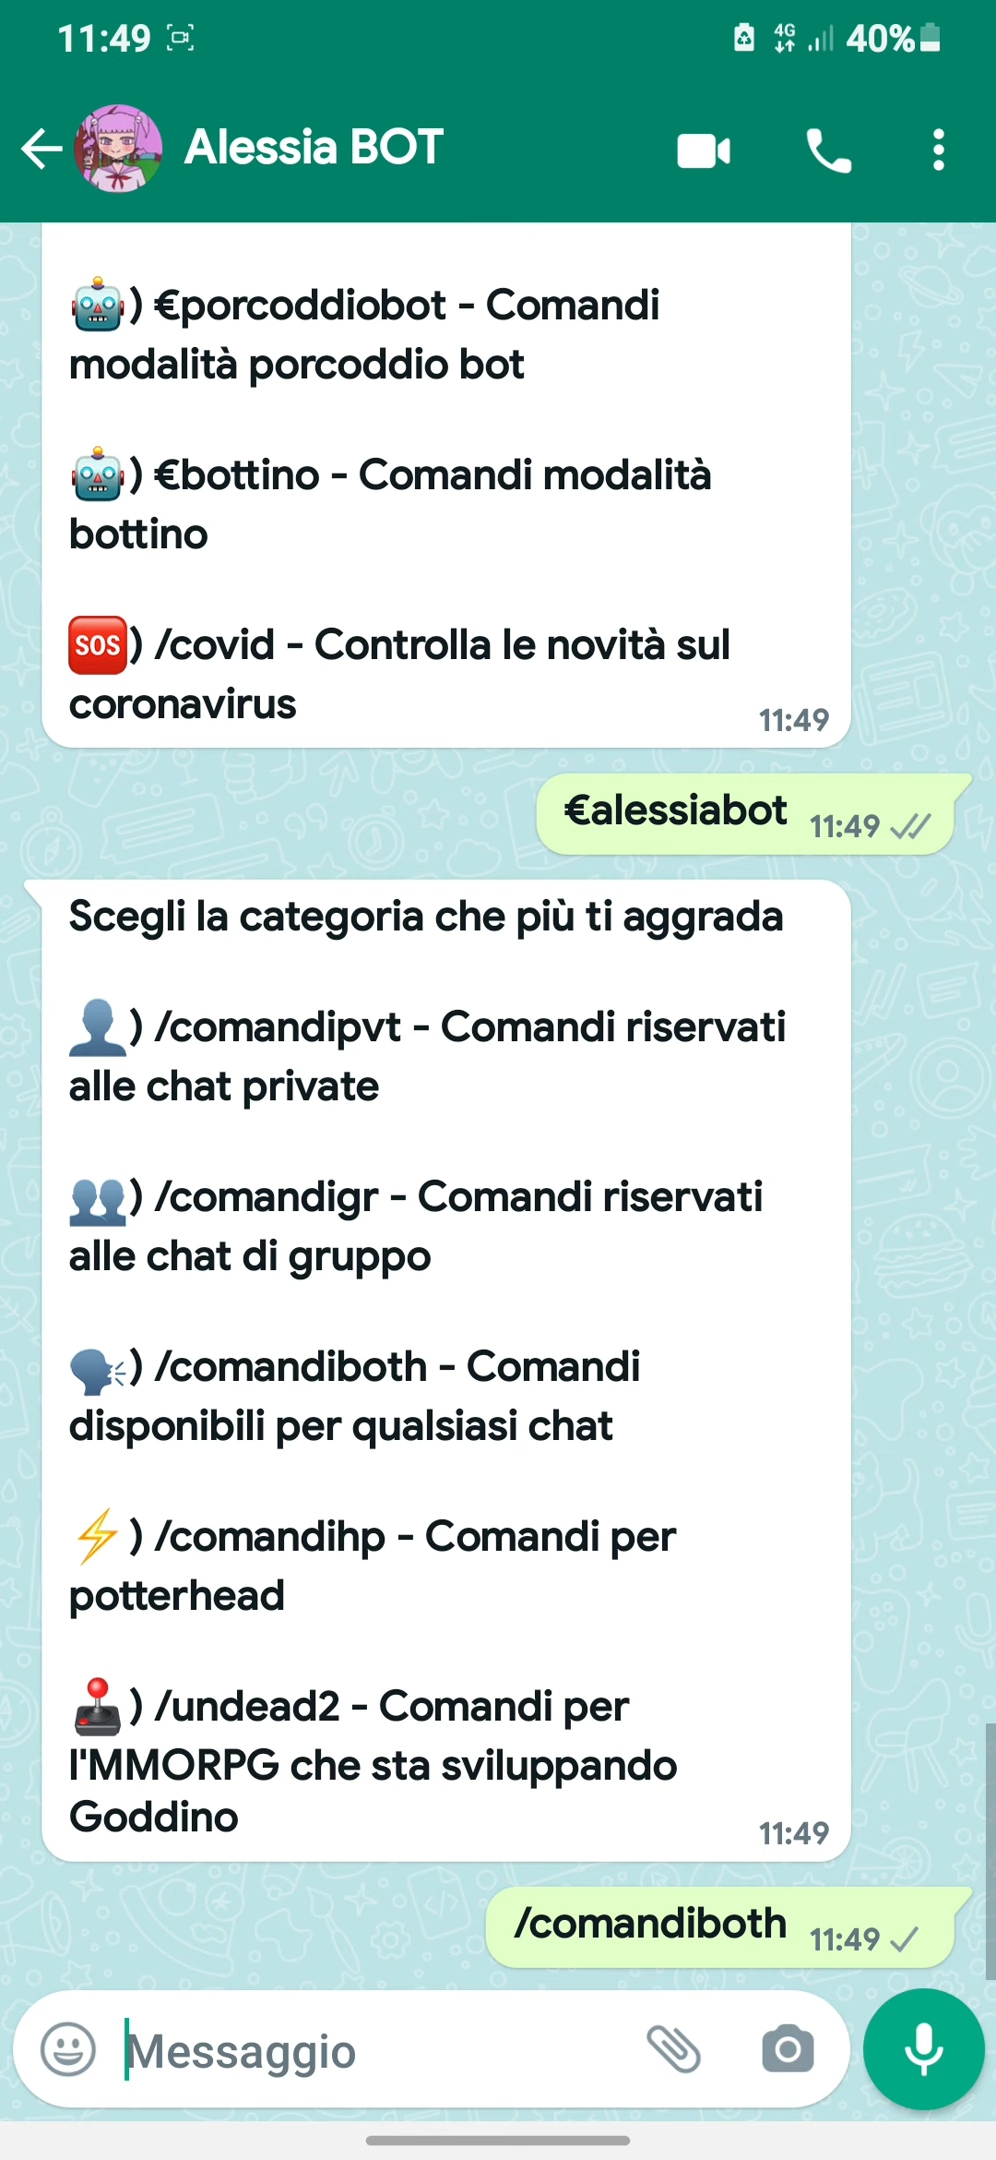 11:49 4G 40%
Alessia BOT
🤖) €porcoddiobot - Comandi
modalità porcoddio bot
🤖) €bottino - Comandi modalità
bottino
🆘) /covid - Controlla le novità sul
coronavirus
11:49
€alessiabot 11:49
Scegli la categoria che più ti aggrada
👤) /comandipvt - Comandi riservati
alle chat private
👥) /comandigr - Comandi riservati
alle chat di gruppo
🗣) /comandiboth - Comandi
disponibili per qualsiasi chat
⚡) /comandihp - Comandi per
potterhead
🕹) /undead2 - Comandi per
l'MMORPG che sta sviluppando
Goddino
11:49
/comandiboth 11:49
Messaggio